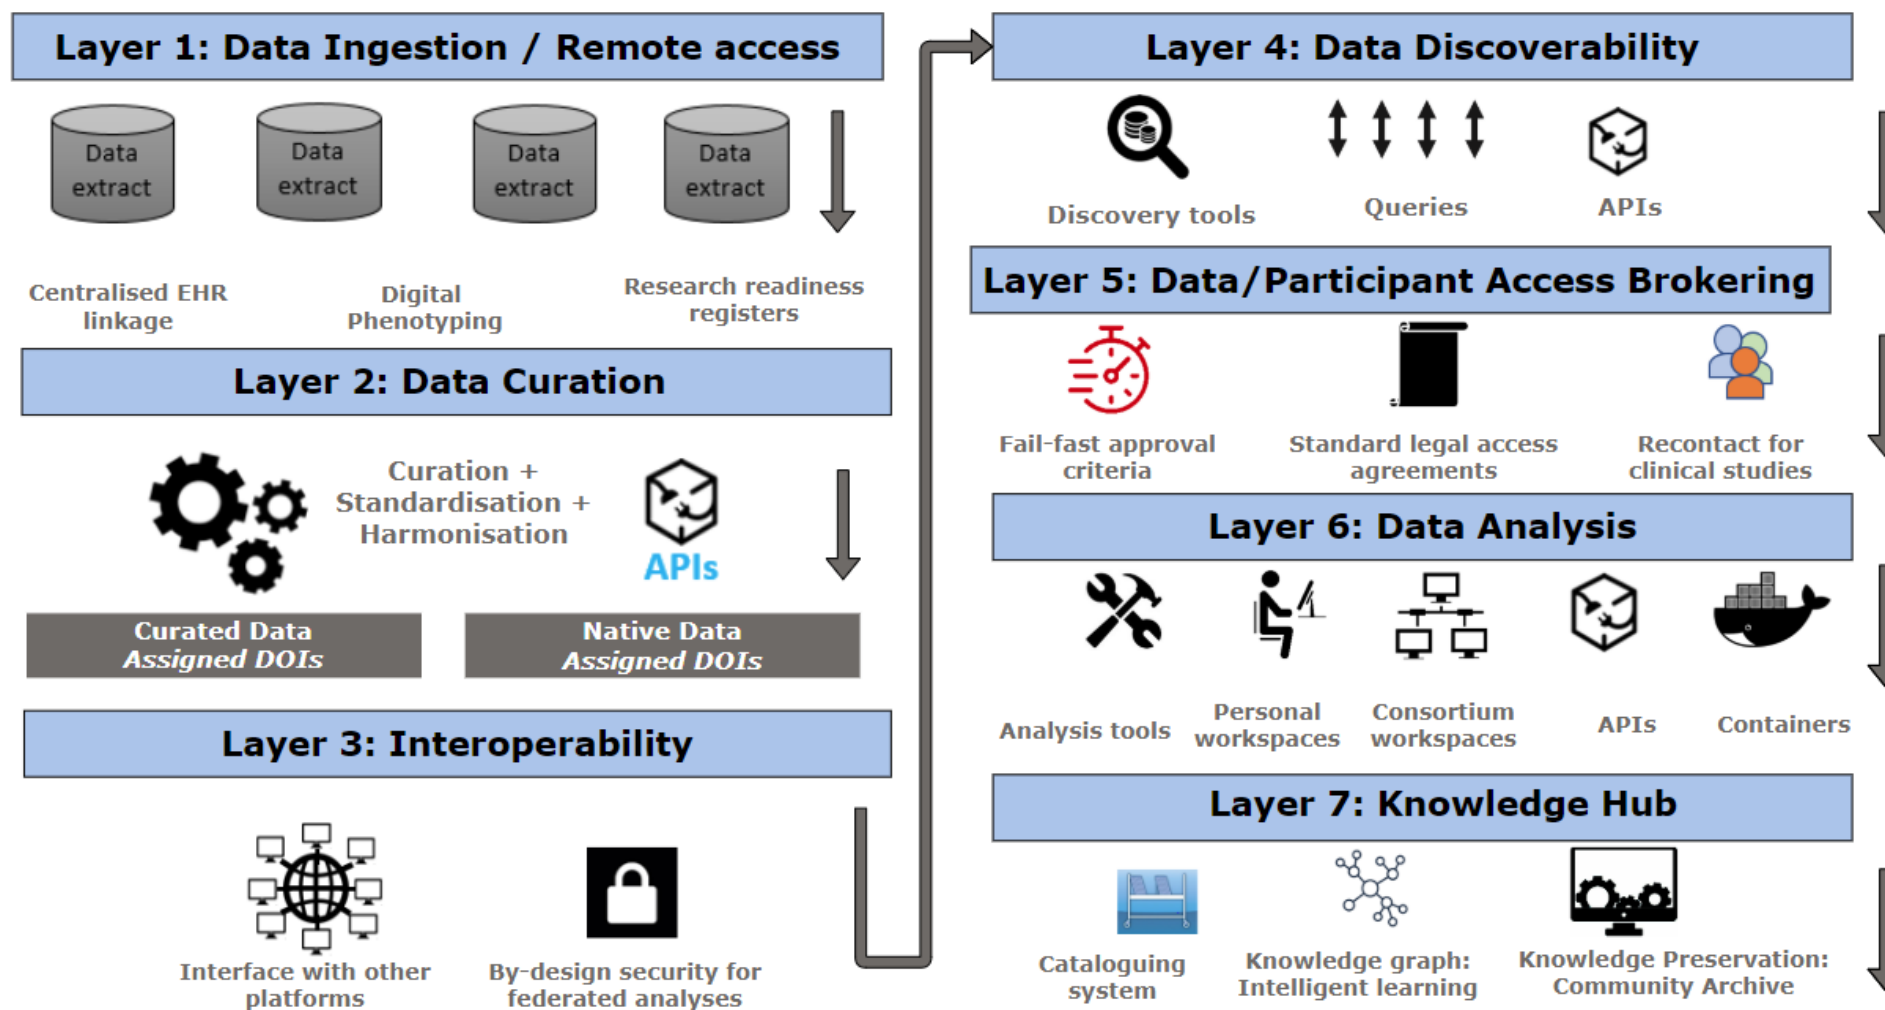 Layer 1: Data Ingestion / Remote access
Data
extract
Data
extract
Data
extract
Data
extract
Centralised EHR
linkage
Digital
Phenotyping
Research readiness
registers
Layer 2: Data Curation
Curation +
Standardisation +
Harmonisation
APIs
Curated Data
Assigned DOIs
Native Data
Assigned DOIs
Layer 3: Interoperability
Interface with other
platforms
By-design security for
federated analyses
Layer 4: Data Discoverability
Discovery tools
Queries
APIs
Layer 5: Data/Participant Access Brokering
Fail-fast approval
criteria
Standard legal access
agreements
Recontact for
clinical studies
Layer 6: Data Analysis
Analysis tools
Personal
workspaces
Consortium
workspaces
APIs
Containers
Layer 7: Knowledge Hub
Cataloguing
system
Knowledge graph:
Intelligent learning
Knowledge Preservation:
Community Archive